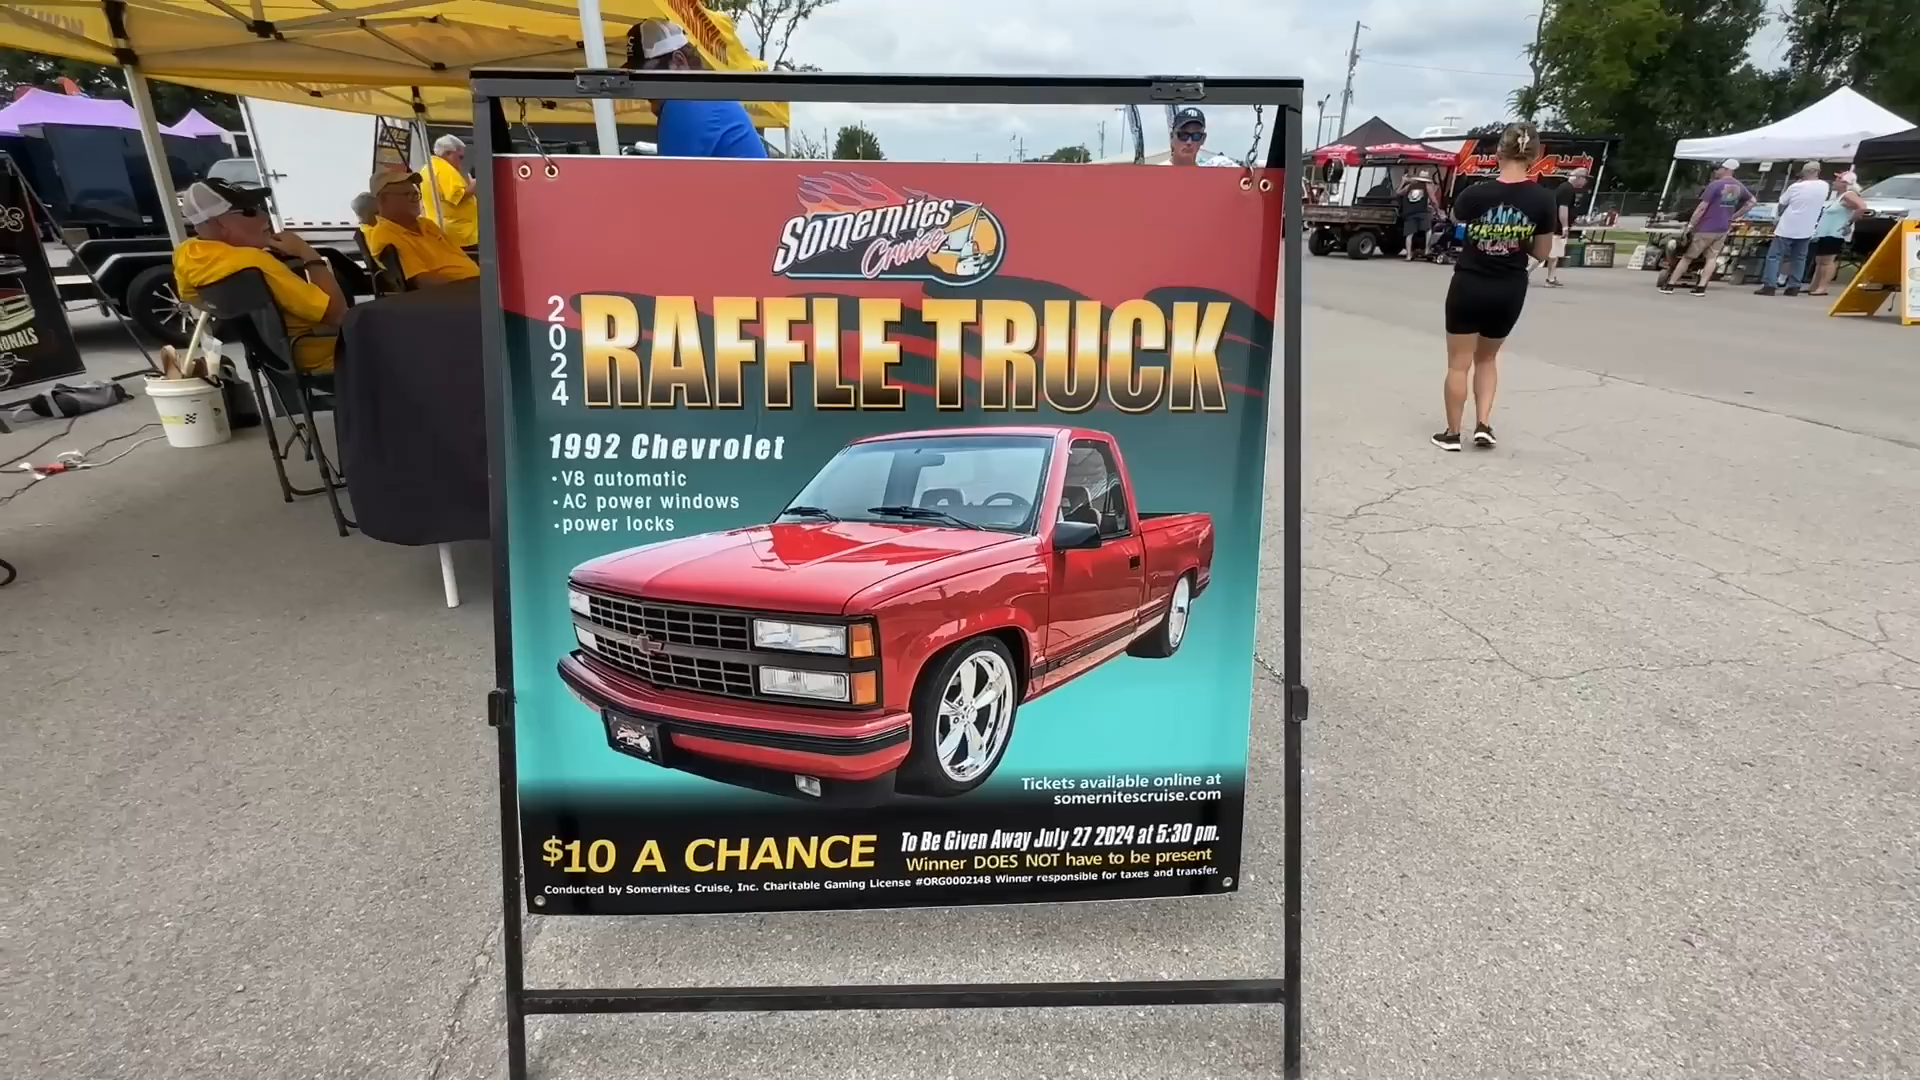 Somernites
Cruise
2024
RAFFLE TRUCK
1992 Chevrolet
• V8 automatic
• AC power windows
• power locks
Tickets available online at
somernitescruise.com
$10 A CHANCE
To Be Given Away July 27 2024 at 5:30 pm.
Winner DOES NOT have to be present
Conducted by Somernites Cruise, Inc. Charitable Gaming License #ORG0002148 Winner responsible for taxes and transfer.